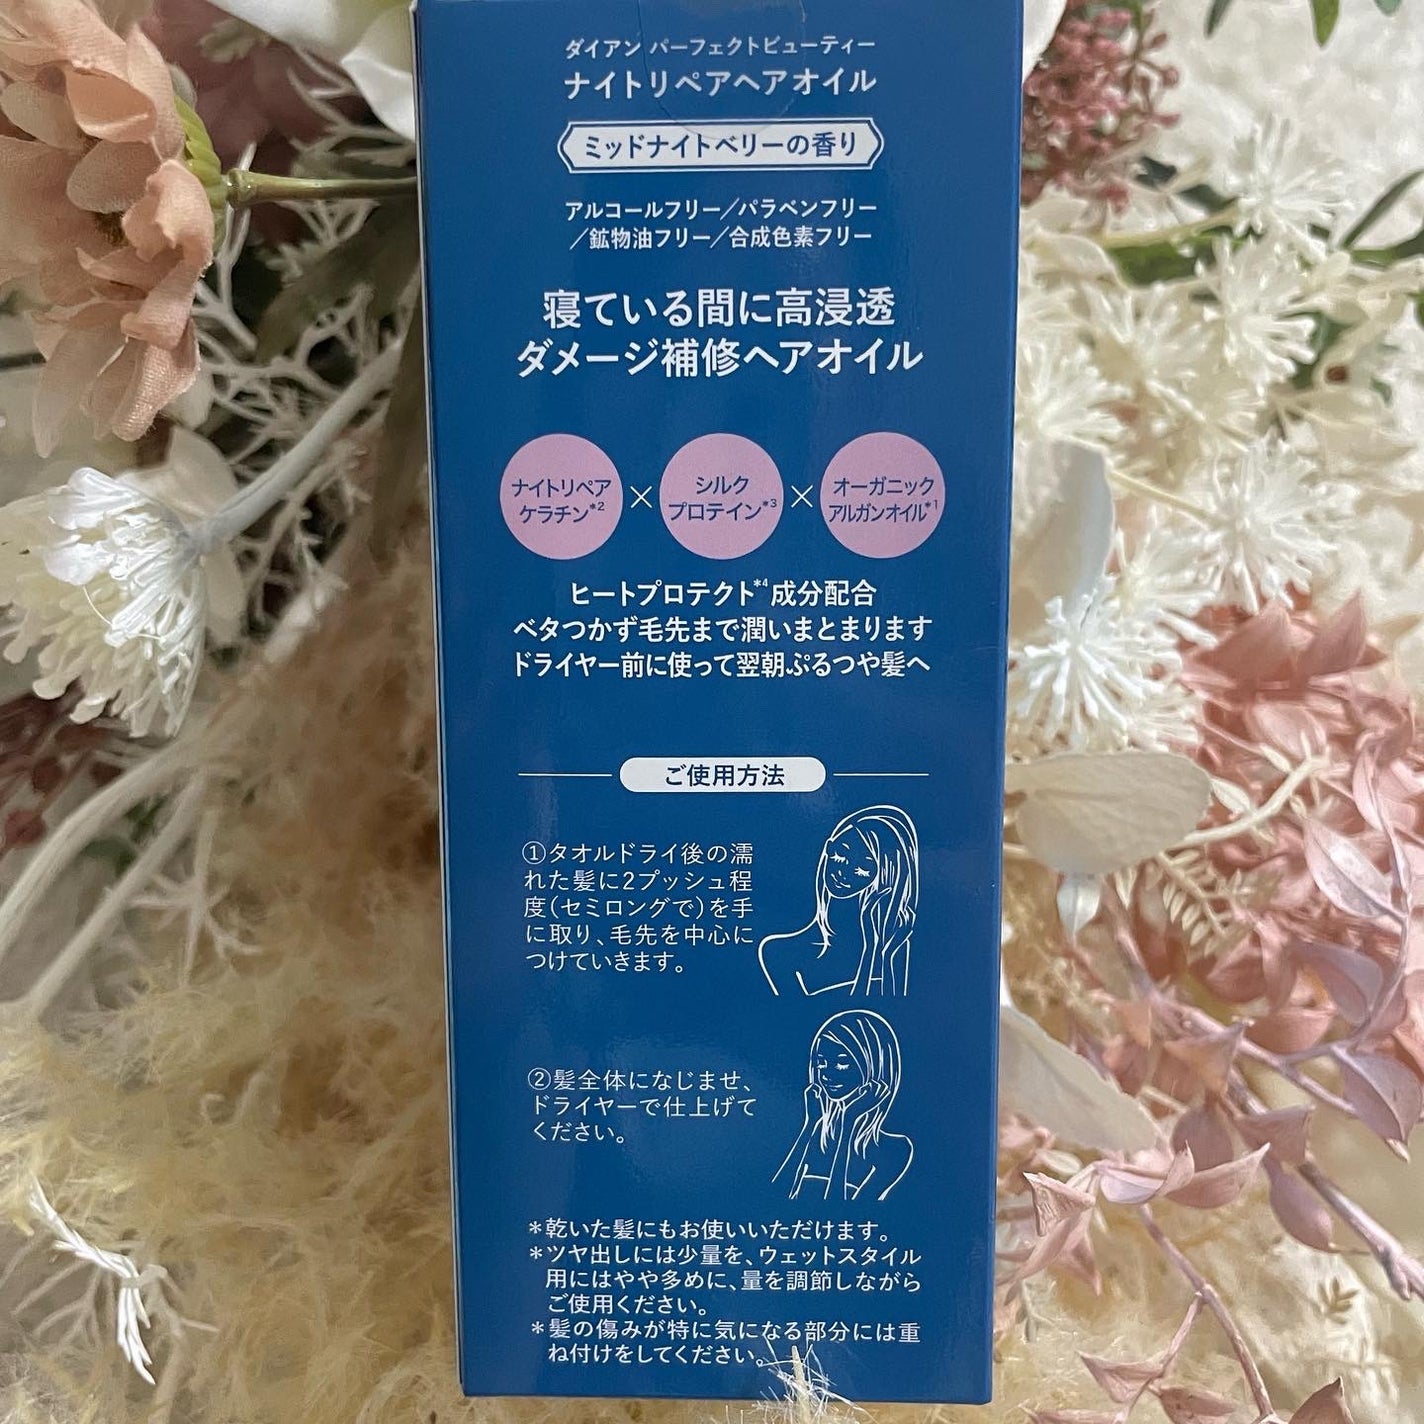 ダイアン パーフェクトビューティー
ナイトリペアヘアオイル
ミッドナイトベリーの香り
アルコールフリー／パラベンフリー
／鉱物油フリー／合成色素フリー
寝ている間に高浸透
ダメージ補修ヘアオイル
ナイトリペア
ケラチン*2
×
シルク
プロテイン*3
×
オーガニック
アルガンオイル*1
ヒートプロテクト*4成分配合
ベタつかず毛先まで潤いまとまります
ドライヤー前に使って翌朝ぷるつや髪へ
ご使用方法
①タオルドライ後の濡
れた髪に2プッシュ程
度(セミロングで)を手
に取り、毛先を中心に
つけていきます。
②髪全体になじませ、
ドライヤーで仕上げて
ください。
＊乾いた髪にもお使いいただけます。
＊ツヤ出しには少量を、ウェットスタイル
用にはやや多めに、量を調節しながら
ご使用ください。
＊髪の傷みが特に気になる部分には重
ね付けをしてください。